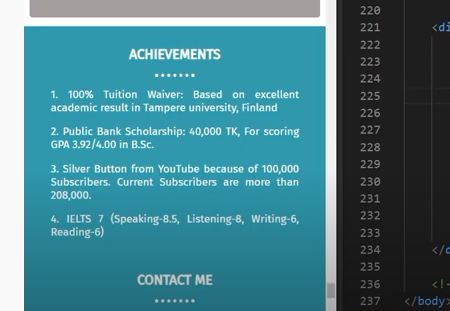 ACHIEVEMENTS
1. 100% Tuition Waiver: Based on excellent
academic result in Tampere university, Finland
2. Public Bank Scholarship: 40,000 TK, For scoring
GPA 3.92/4.00 in B.Sc.
3. Silver Button from YouTube because of 100,000
Subscribers. Current Subscribers are more than
208,000.
4. IELTS 7 (Speaking-8.5, Listening-8, Writing-6,
Reading-6)
CONTACT ME
220
221 <di
222
223
224
225
226
227
228
229
230
231
232
233
234 </d
235
236 <!-
237 </body>